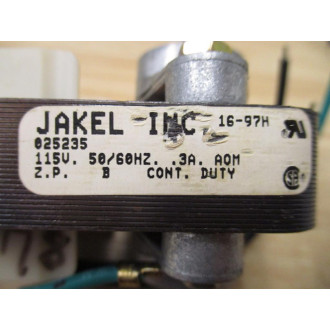 JAKEL INC. 16-97H
025235
115V. 50/60HZ. .3A. AOM
Z.P. B CONT. DUTY